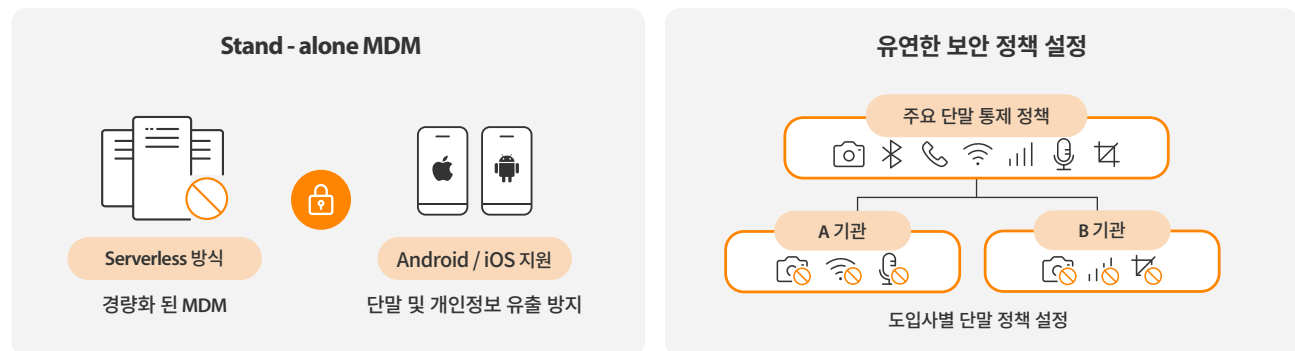 Stand - alone MDM
Serverless 방식
경량화 된 MDM
Android / iOS 지원
단말 및 개인정보 유출 방지
유연한 보안 정책 설정
주요 단말 통제 정책
A 기관
B 기관
도입사별 단말 정책 설정